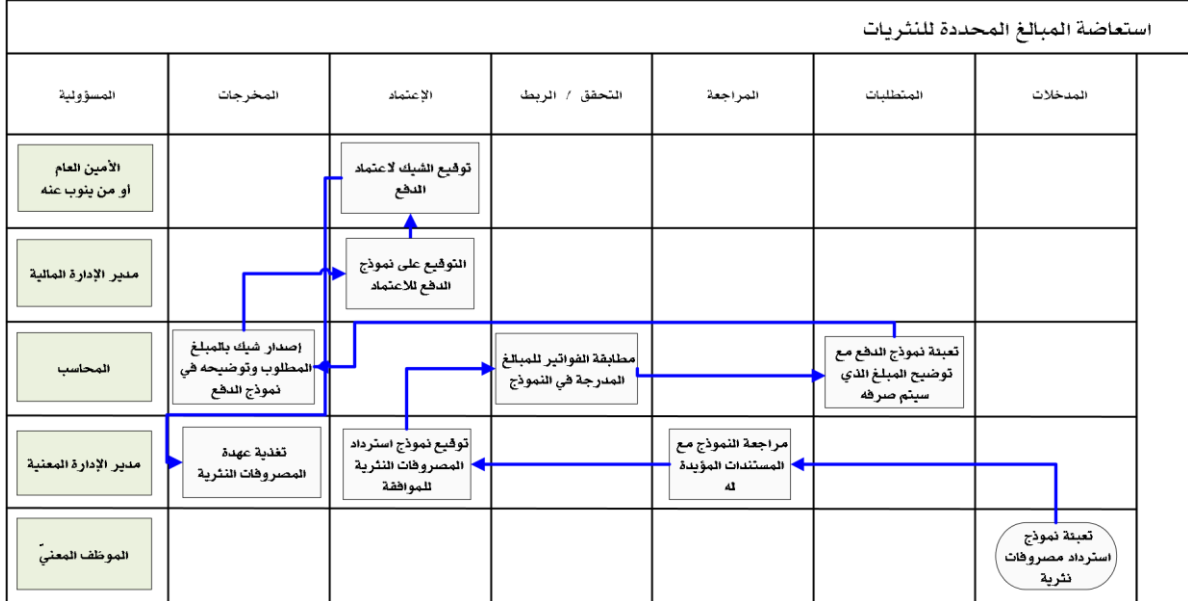 استعاضة المبالغ المحددة للنثريات
المدخلات
المتطلبات
المراجعة
التحقق / الربط
الإعتماد
المخرجات
المسؤولية
توقيع الشيك لاعتماد
الدفع
الأمين العام
أو من ينوب عنه
التوقيع على نموذج
الدفع للاعتماد
مدير الإدارة المالية
تعبئة نموذج الدفع مع
توضيح المبلغ الذي
سيتم صرفه
مطابقة الفواتير للمبالغ
المدرجة في النموذج
إصدار شيك بالمبلغ
المطلوب وتوضيحه في
نموذج الدفع
المحاسب
مراجعة النموذج مع
المستندات المؤيدة
له
توقيع نموذج استرداد
المصروفات النثرية
للموافقة
تغذية عهدة
المصروفات النثرية
مدير الإدارة المعنية
تعبئة نموذج
استرداد مصروفات
نثرية
الموظف المعنيّ